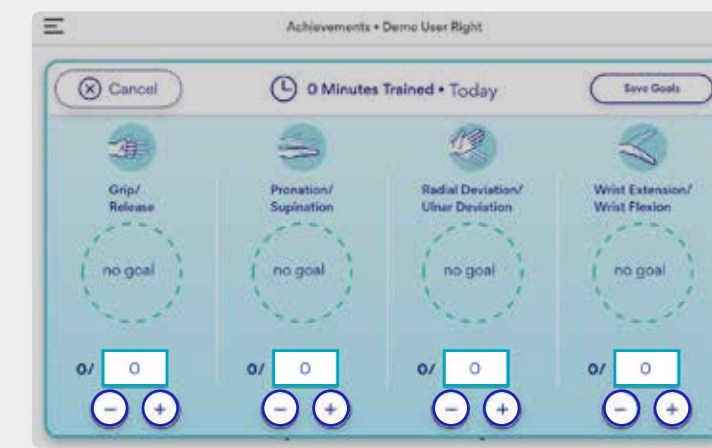 Achievements • Demo User Right
Cancel
0 Minutes Trained • Today
Save Goals
Grip/
Release
no goal
0/ 0
- +
Pronation/
Supination
no goal
0/ 0
- +
Radial Deviation/
Ulnar Deviation
no goal
0/ 0
- +
Wrist Extension/
Wrist Flexion
no goal
0/ 0
- +